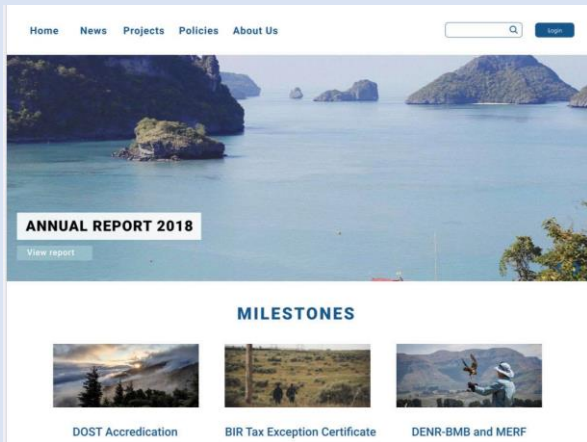 Home News Projects Policies About Us
Login
ANNUAL REPORT 2018
View report
MILESTONES
DOST Accredication
BIR Tax Exception Certificate
DENR-BMB and MERF